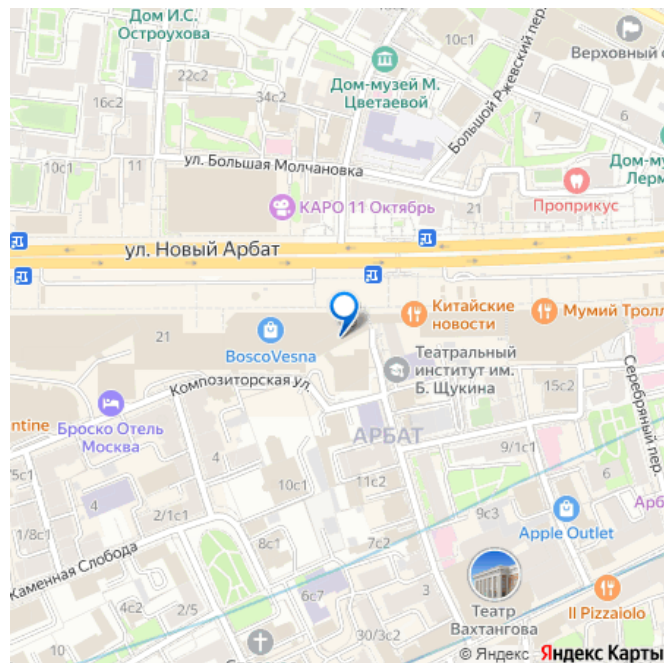 Дом И.С.
Остроухова
10с1
Верховный с
22с2
Дом-музей М.
Цветаевой
Большой Ржевский пер.
16с2
34с2
7
6
10с1
11
ул. Большая Молчановка
Дом-му
Лерм
Проприкус
КАРО 11 Октябрь
21
ул. Новый Арбат
Китайские
новости
Мумий Тролл
21
BoscoVesna
Театральный
институт им.
Б. Щукина
Композиторская ул.
15с2
Серебряный пер.
ntine
Броско Отель
Москва
АРБАТ
9/1с1
/5с1
4
10с1
11с2
6
Арб
2/1с1
9с3
1/8с1
8с1
7с2
Apple Outlet
Каменная Слобода
3
4с2
2/5
6с7
Театр
Вахтангова
Il Pizzaiolo
30/3с2
4
© Яндекс Яндекс Карты